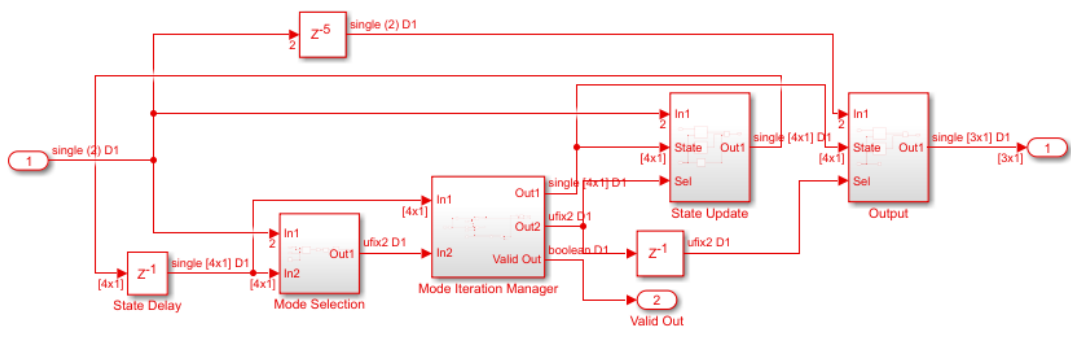 z-5
2
single (2) D1
In1
2
State
[4x1]
Sel
Out1
single [4x1] D1
State Update
In1
2
State
[4x1]
Sel
Out1
single [3x1] D1
[3x1]
1
Output
1
single (2) D1
In1
[4x1]
In2
Out1
single [4x1] D1
Out2
ufix2 D1
Valid Out
boolean D1
Mode Iteration Manager
In1
2
In2
[4x1]
Out1
ufix2 D1
Mode Selection
z-1
[4x1]
single [4x1] D1
State Delay
z-1
ufix2 D1
2
Valid Out